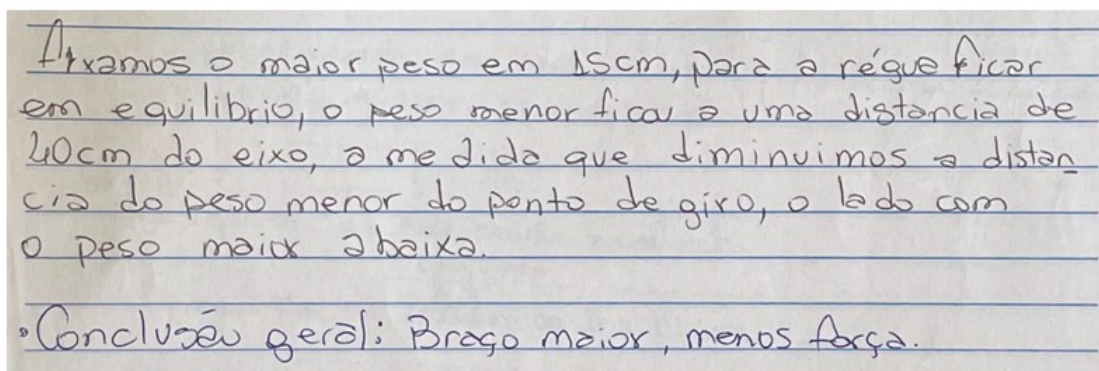 Fixamos o maior peso em 15cm, para a régua ficar
em equilibrio, o peso menor ficou a uma distancia de
40cm do eixo, a medida que diminuimos a distan
cia do peso menor do ponto de giro, o lado com
o peso maior abaixa.
• Conclusão geral: Braço maior, menos força.